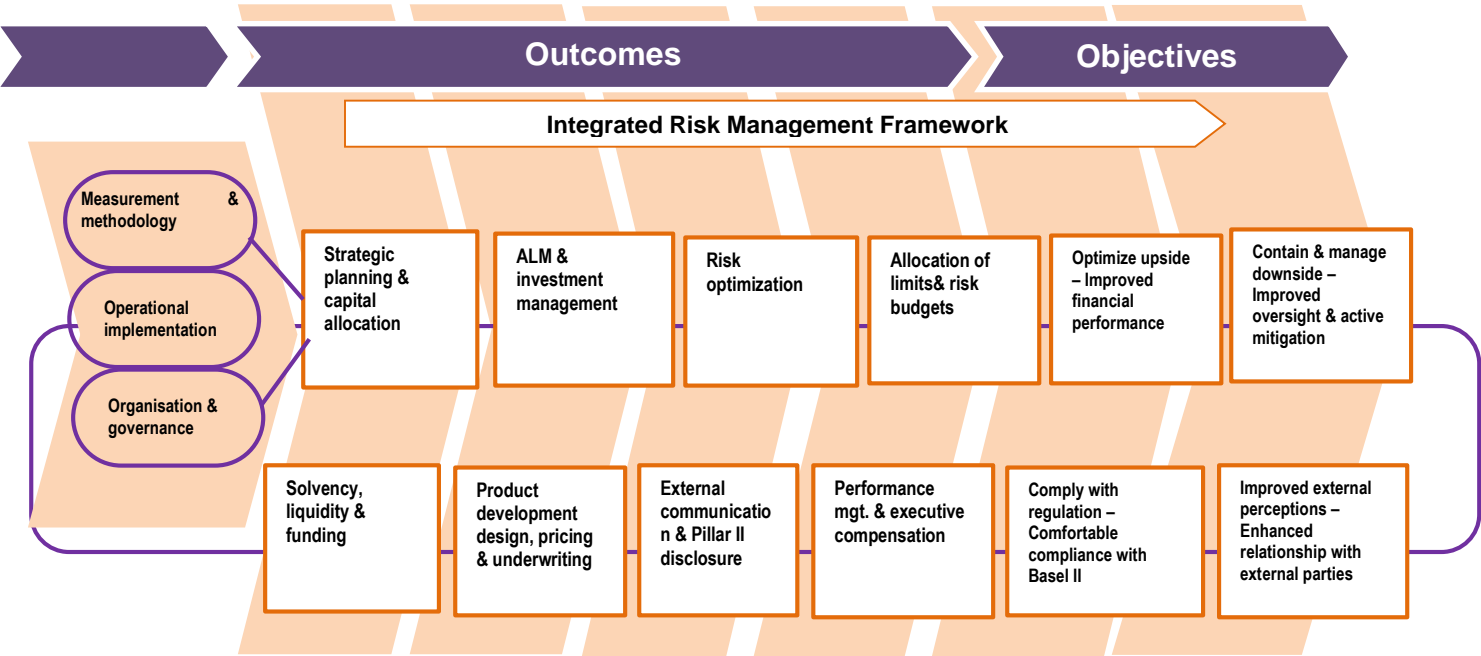 Outcomes
Objectives
Integrated Risk Management Framework
Measurement &
methodology
Operational
implementation
Organisation &
governance
Strategic
planning &
capital
allocation
ALM &
investment
management
Risk
optimization
Allocation of
limits& risk
budgets
Optimize upside
– Improved
financial
performance
Contain & manage
downside –
Improved
oversight & active
mitigation
Solvency,
liquidity &
funding
Product
development
design, pricing
& underwriting
External
communicatio
n & Pillar II
disclosure
Performance
mgt. & executive
compensation
Comply with
regulation –
Comfortable
compliance with
Basel II
Improved external
perceptions –
Enhanced
relationship with
external parties